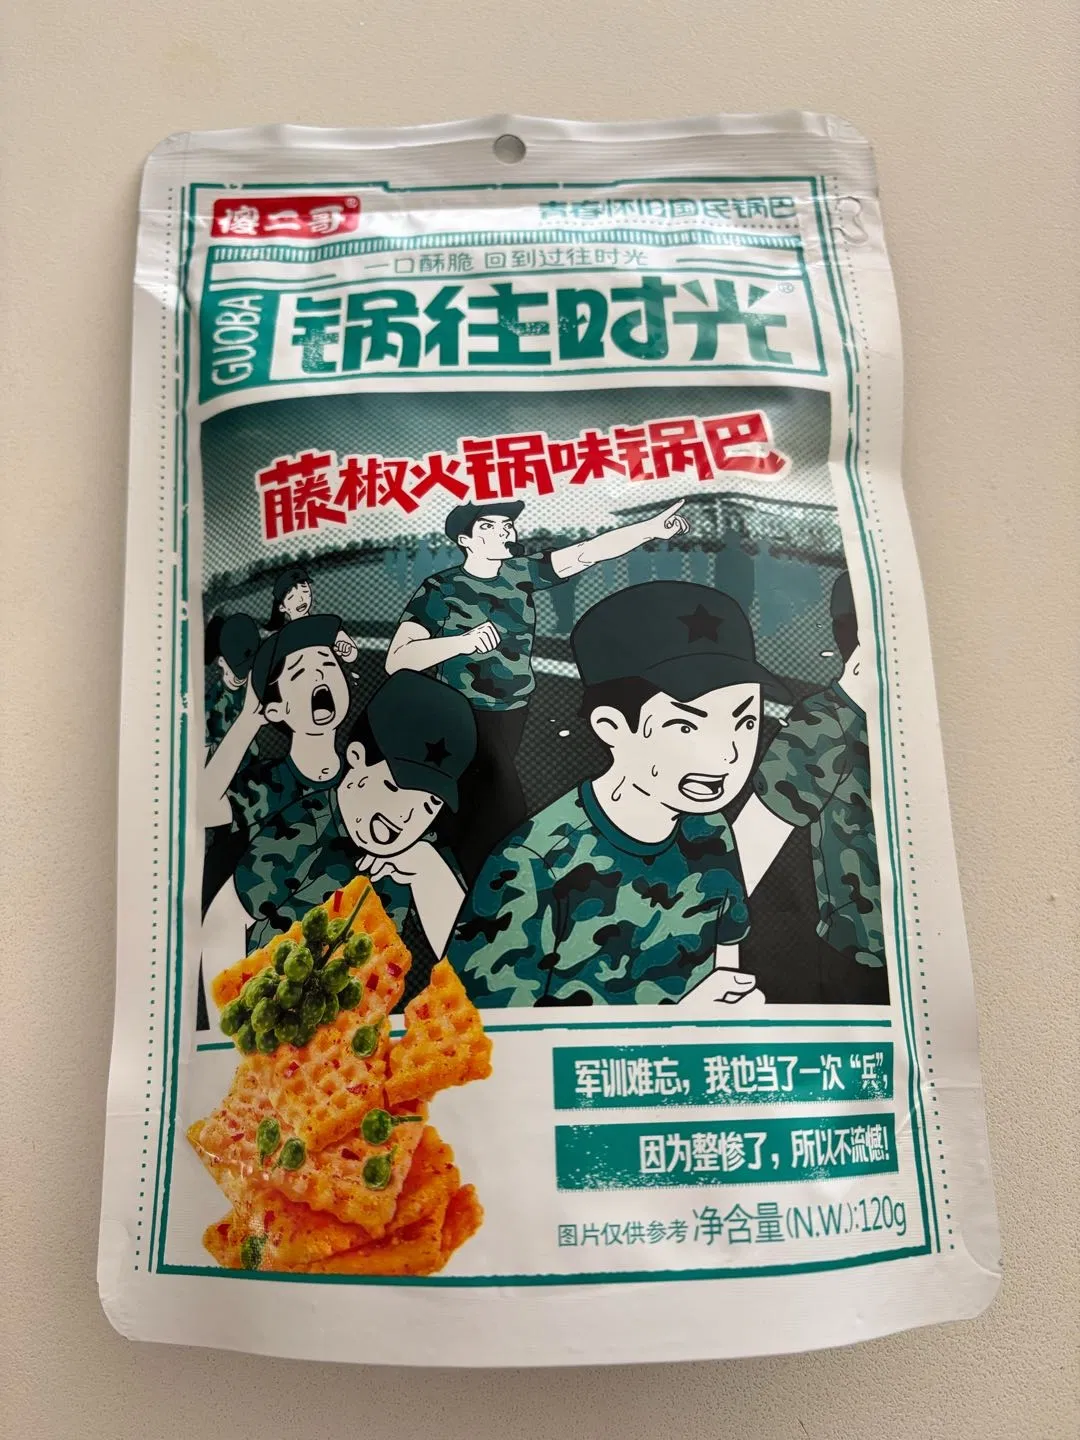 傻二哥®
青春怀旧国民锅巴
一口酥脆 回到过往时光
GUOBA
锅往时光®
藤椒火锅味锅巴
军训难忘，我也当了一次“兵”，
因为整惨了，所以不流憾！
图片仅供参考 净含量(N.W.):120g